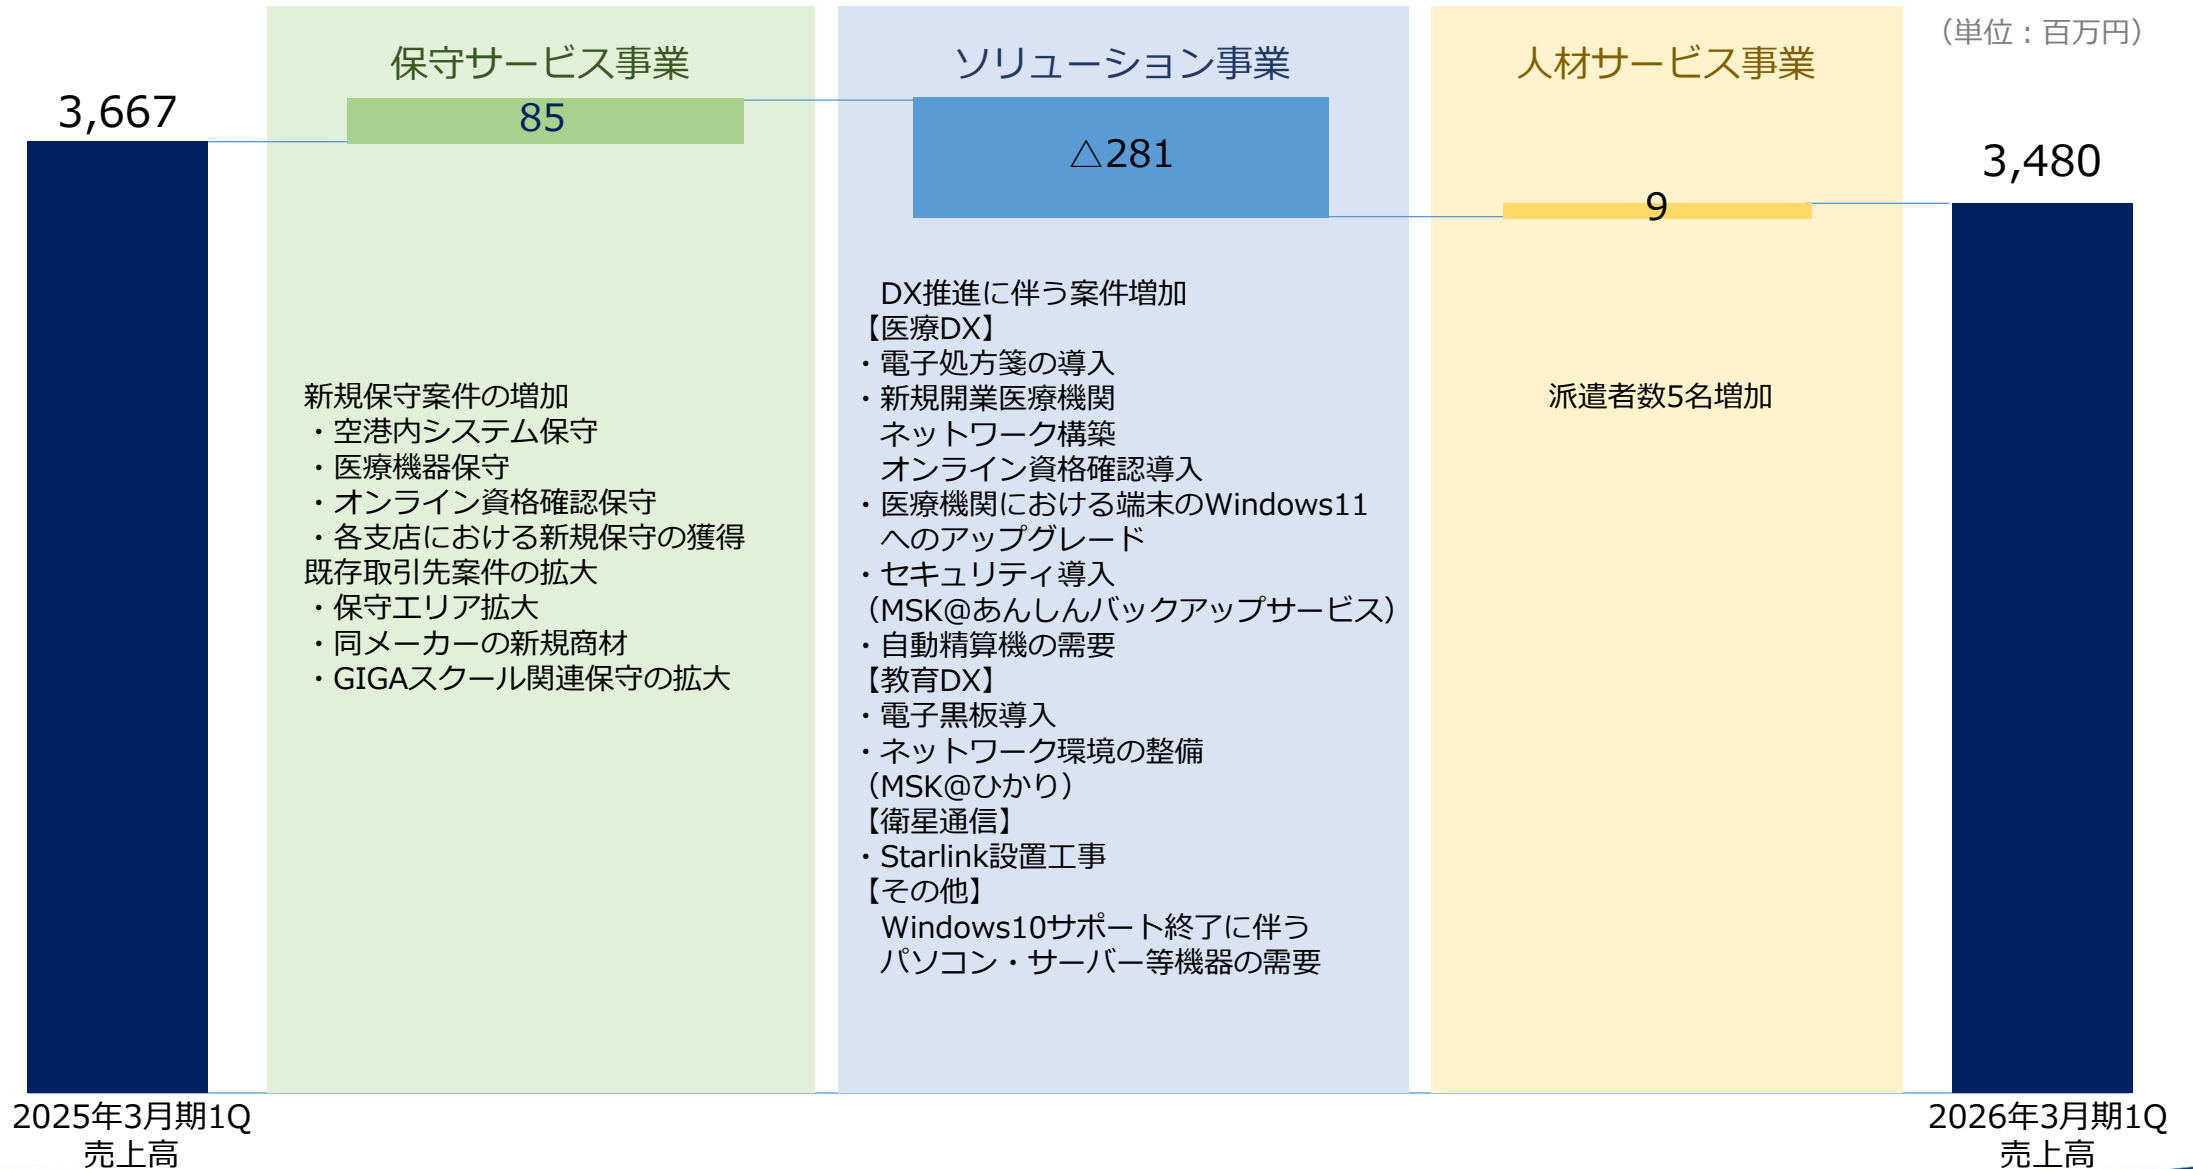 （単位：百万円）
保守サービス事業
ソリューション事業
人材サービス事業
3,667
85
△281
9
3,480
新規保守案件の増加
・空港内システム保守
・医療機器保守
・オンライン資格確認保守
・各支店における新規保守の獲得
既存取引先案件の拡大
・保守エリア拡大
・同メーカーの新規商材
・GIGAスクール関連保守の拡大
DX推進に伴う案件増加
【医療DX】
・電子処方箋の導入
・新規開業医療機関
ネットワーク構築
オンライン資格確認導入
・医療機関における端末のWindows11
へのアップグレード
・セキュリティ導入
（MSK@あんしんバックアップサービス）
・自動精算機の需要
【教育DX】
・電子黒板導入
・ネットワーク環境の整備
（MSK@ひかり）
【衛星通信】
・Starlink設置工事
【その他】
Windows10サポート終了に伴う
パソコン・サーバー等機器の需要
派遣者数5名増加
2025年3月期1Q
売上高
2026年3月期1Q
売上高